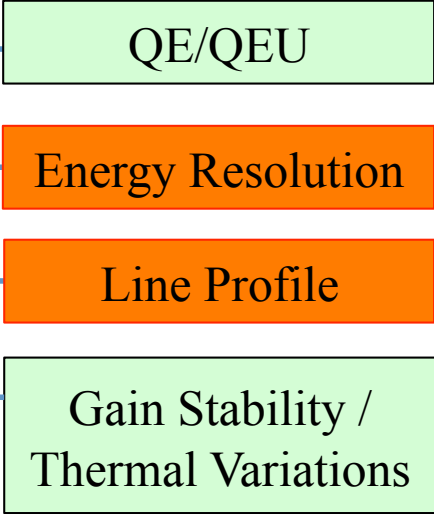 QE/QEU
Energy Resolution
Line Profile
Gain Stability /
Thermal Variations